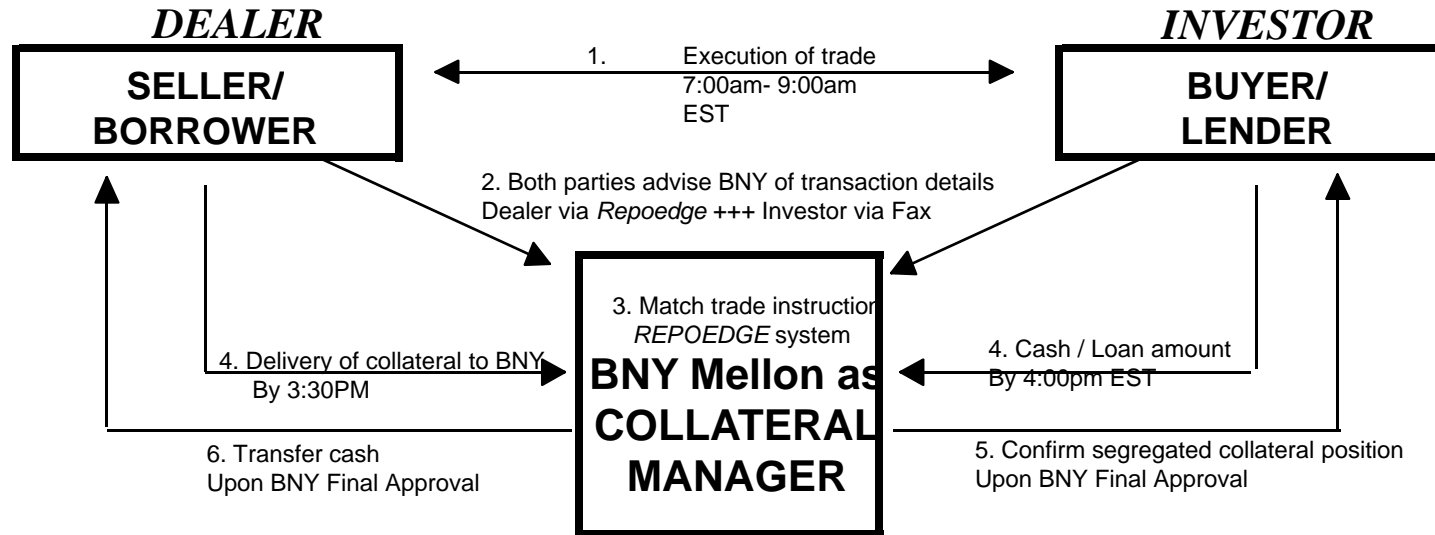 DEALER
INVESTOR
SELLER/
BORROWER
1. Execution of trade
7:00am- 9:00am
EST
BUYER/
LENDER
2. Both parties advise BNY of transaction details
Dealer via Repoedge +++ Investor via Fax
3. Match trade instruction
REPOEDGE system
BNY Mellon as
COLLATERAL
MANAGER
4. Delivery of collateral to BNY
By 3:30PM
4. Cash / Loan amount
By 4:00pm EST
6. Transfer cash
Upon BNY Final Approval
5. Confirm segregated collateral position
Upon BNY Final Approval